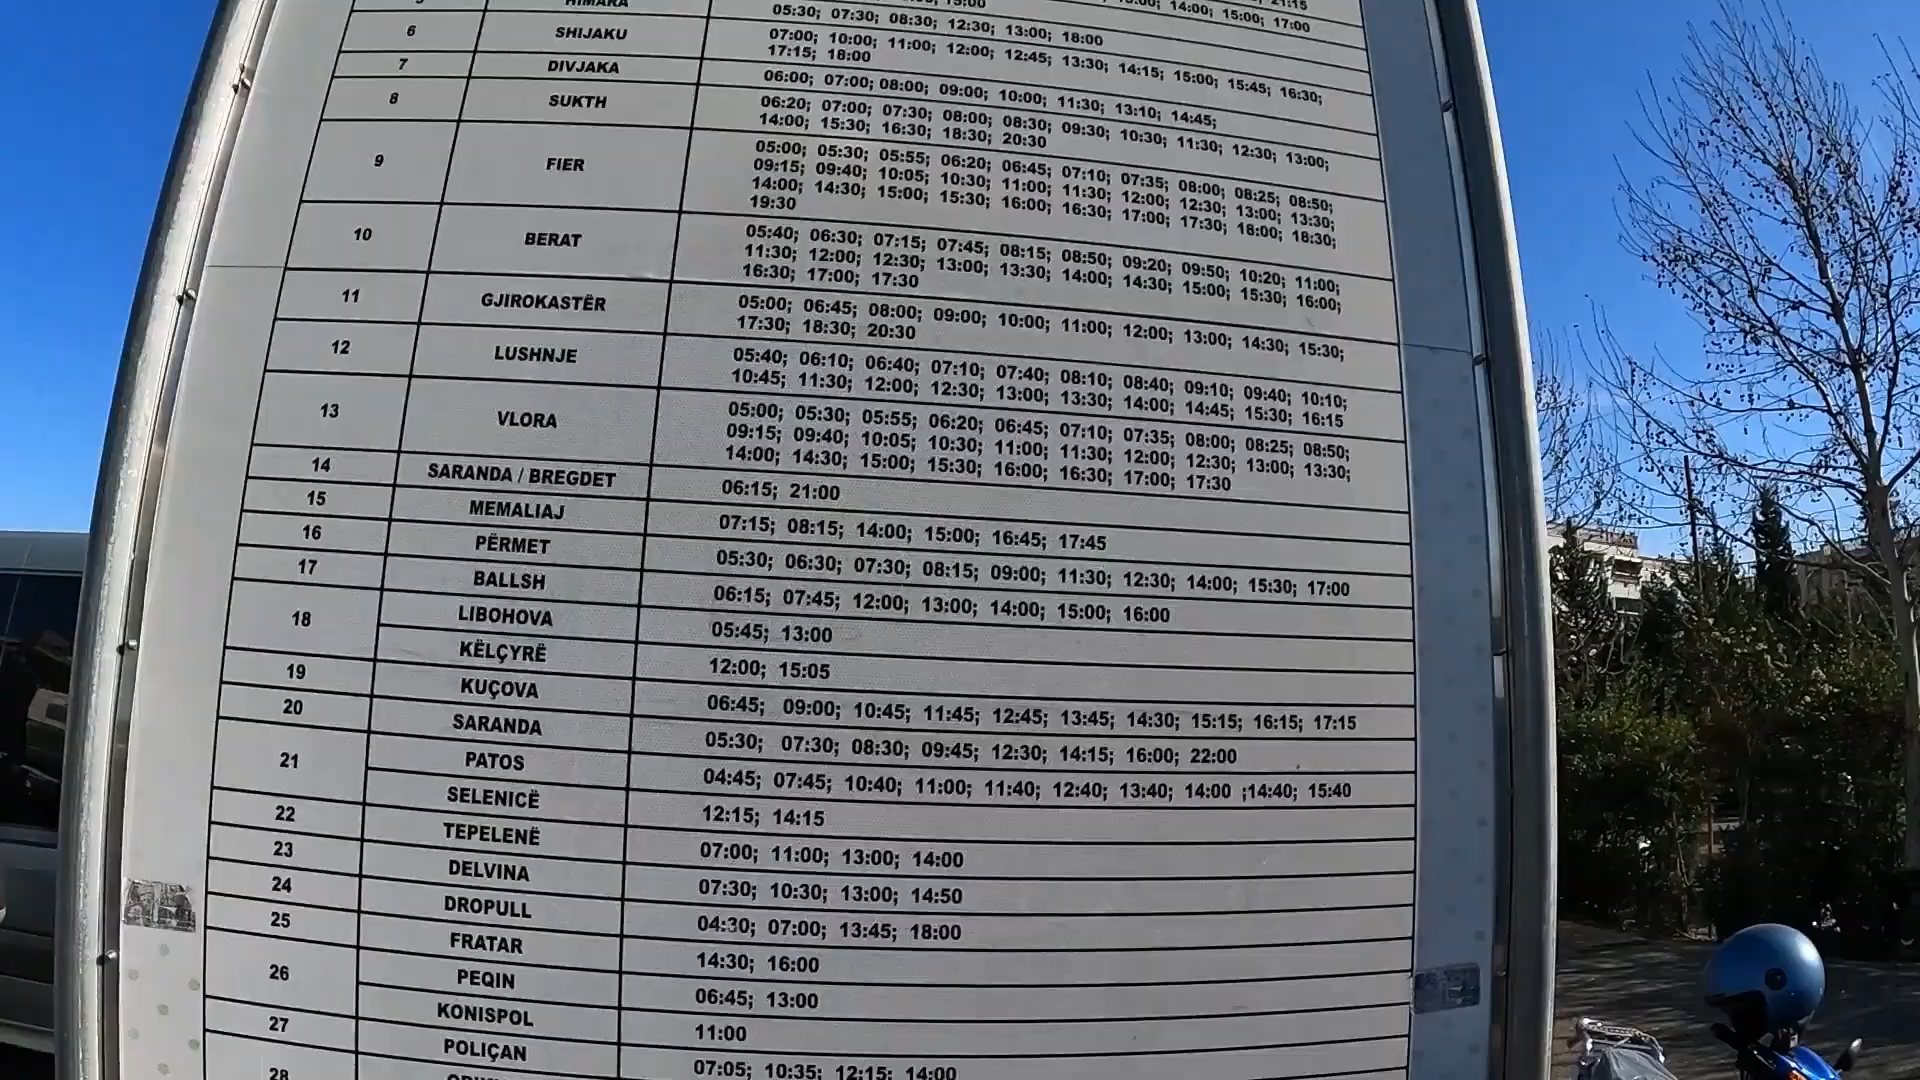 14:00; 15:00; 17:00
HIMARA
05:30; 07:30; 08:30; 12:30; 13:00; 18:00
6
SHIJAKU
07:00; 10:00; 11:00; 12:00; 12:45; 13:30; 14:15; 15:00; 15:45; 16:30;
17:15; 18:00
7
DIVJAKA
06:00; 07:00; 08:00; 09:00; 10:00; 11:30; 13:10; 14:45;
8
SUKTH
06:20; 07:00; 07:30; 08:00; 08:30; 09:30; 10:30; 11:30; 12:30; 13:00;
14:00; 15:30; 16:30; 18:30; 20:30
9
FIER
05:00; 05:30; 05:55; 06:20; 06:45; 07:10; 07:35; 08:00; 08:25; 08:50;
09:15; 09:40; 10:05; 10:30; 11:00; 11:30; 12:00; 12:30; 13:00; 13:30;
14:00; 14:30; 15:00; 15:30; 16:00; 16:30; 17:00; 17:30; 18:00; 18:30;
19:30
10
BERAT
05:40; 06:30; 07:15; 07:45; 08:15; 08:50; 09:20; 09:50; 10:20; 11:00;
11:30; 12:00; 12:30; 13:00; 13:30; 14:00; 14:30; 15:00; 15:30; 16:00;
16:30; 17:00; 17:30
11
GJIROKASTËR
05:00; 06:45; 08:00; 09:00; 10:00; 11:00; 12:00; 13:00; 14:30; 15:30;
17:30; 18:30; 20:30
12
LUSHNJE
05:40; 06:10; 06:40; 07:10; 07:40; 08:10; 08:40; 09:10; 09:40; 10:10;
10:45; 11:30; 12:00; 12:30; 13:00; 13:30; 14:00; 14:45; 15:30; 16:15
13
VLORA
05:00; 05:30; 05:55; 06:20; 06:45; 07:10; 07:35; 08:00; 08:25; 08:50;
09:15; 09:40; 10:05; 10:30; 11:00; 11:30; 12:00; 12:30; 13:00; 13:30;
14:00; 14:30; 15:00; 15:30; 16:00; 16:30; 17:00; 17:30
14
SARANDA / BREGDET
06:15; 21:00
15
MEMALIAJ
07:15; 08:15; 14:00; 15:00; 16:45; 17:45
16
PËRMET
05:30; 06:30; 07:30; 08:15; 09:00; 11:30; 12:30; 14:00; 15:30; 17:00
17
BALLSH
06:15; 07:45; 12:00; 13:00; 14:00; 15:00; 16:00
18
LIBOHOVA
05:45; 13:00
KËLÇYRË
12:00; 15:05
19
KUÇOVA
06:45; 09:00; 10:45; 11:45; 12:45; 13:45; 14:30; 15:15; 16:15; 17:15
20
SARANDA
05:30; 07:30; 08:30; 09:45; 12:30; 14:15; 16:00; 22:00
21
PATOS
04:45; 07:45; 10:40; 11:00; 11:40; 12:40; 13:40; 14:00 ;14:40; 15:40
SELENICË
12:15; 14:15
22
TEPELENË
07:00; 11:00; 13:00; 14:00
23
DELVINA
07:30; 10:30; 13:00; 14:50
24
DROPULL
04:30; 07:00; 13:45; 18:00
25
FRATAR
14:30; 16:00
26
PEQIN
06:45; 13:00
KONISPOL
11:00
27
POLIÇAN
07:05; 10:35; 12:15; 14:00
28